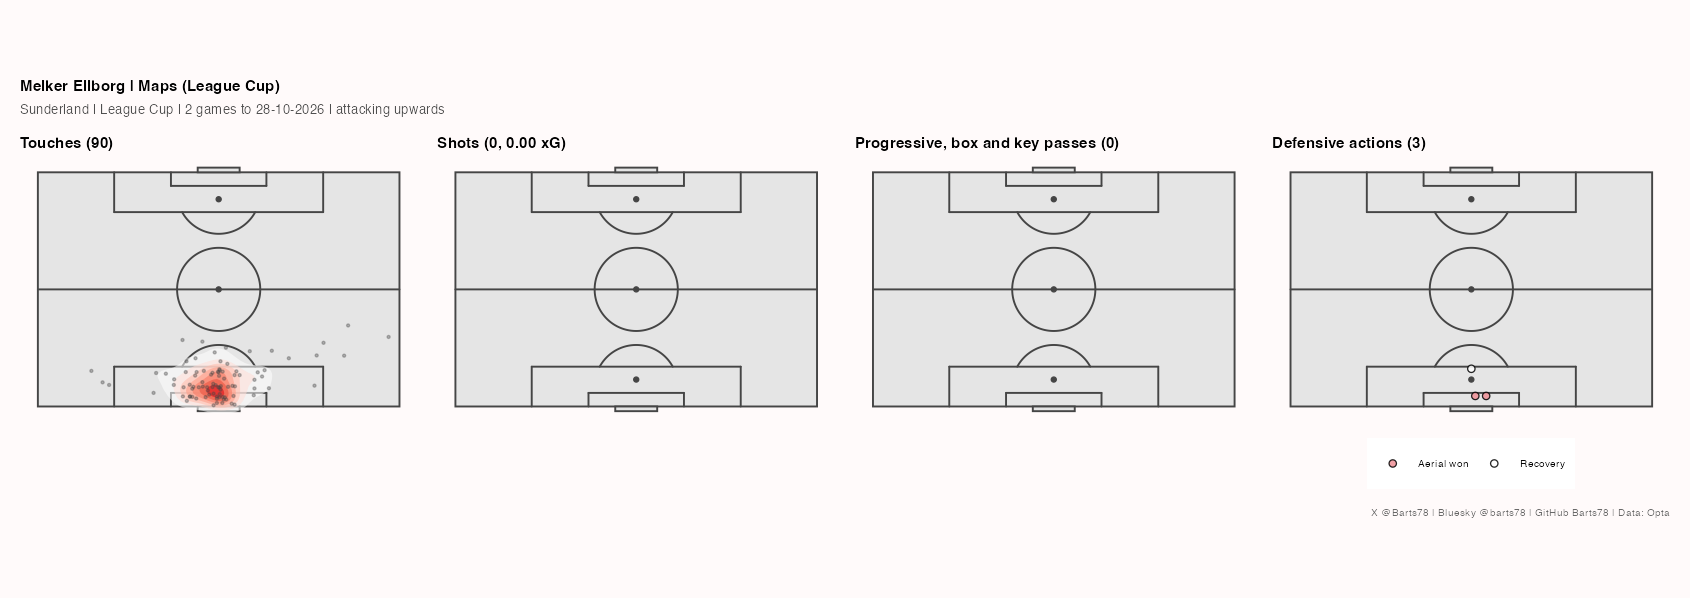 Melker Ellborg | Maps (League Cup)
Sunderland | League Cup | 2 games to 28-10-2026 | attacking upwards
Touches (90)
Shots (0, 0.00 xG)
Progressive, box and key passes (0)
Defensive actions (3)
Aerial won
Recovery
X @Barts78 | Bluesky @barts78 | GitHub Barts78 | Data: Opta